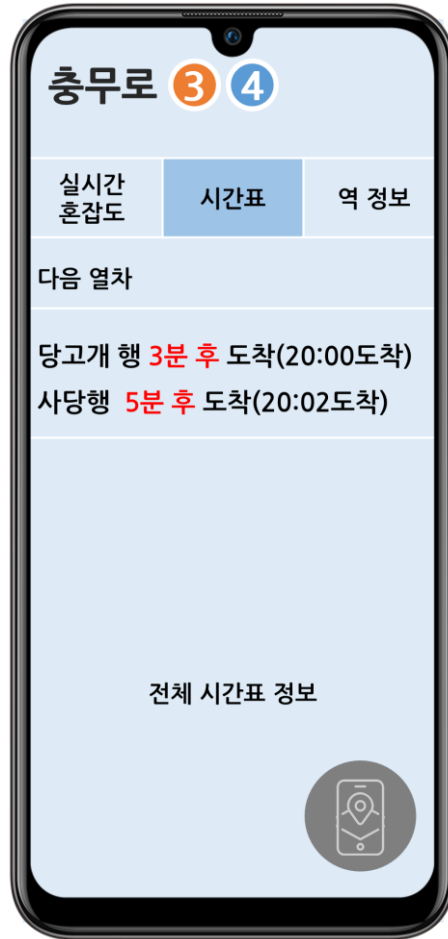 충무로 3 4
실시간
혼잡도
시간표
역 정보
다음 열차
당고개 행 3분 후 도착(20:00도착)
사당행 5분 후 도착(20:02도착)
전체 시간표 정보